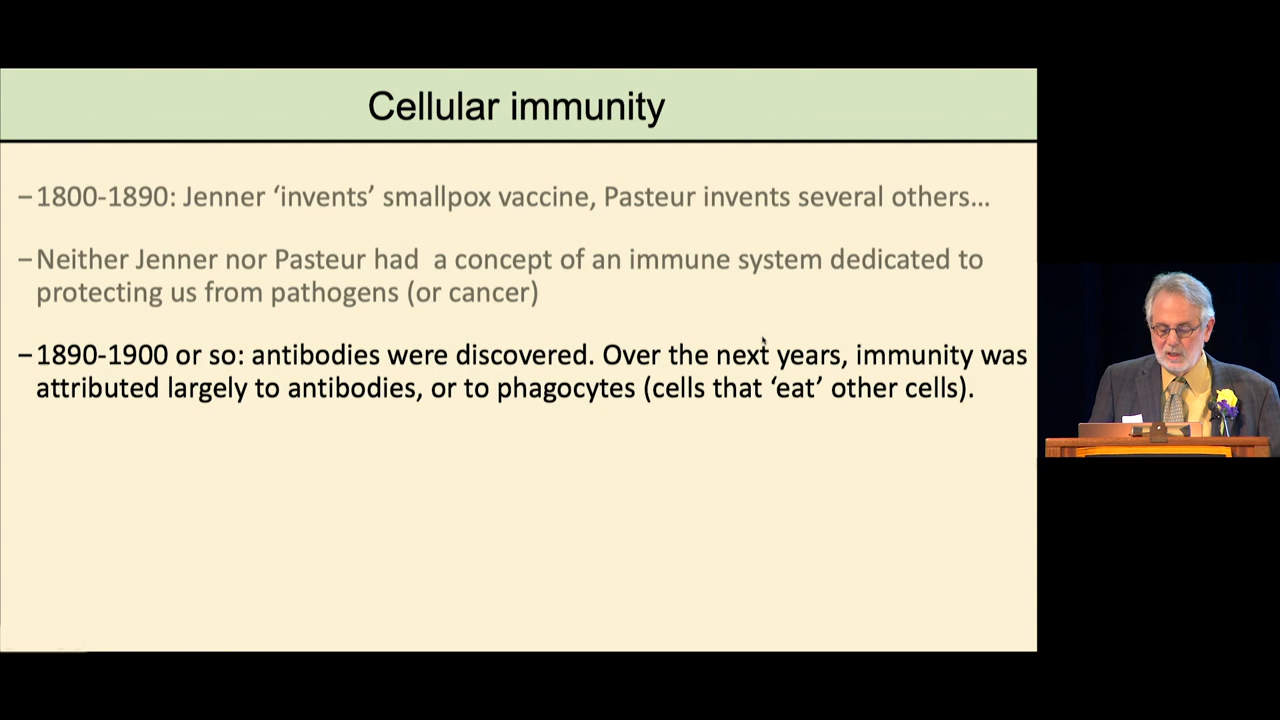 Cellular immunity
–1800-1890: Jenner ‘invents’ smallpox vaccine, Pasteur invents several others…
–Neither Jenner nor Pasteur had  a concept of an immune system dedicated to
protecting us from pathogens (or cancer)
–1890-1900 or so: antibodies were discovered. Over the next years, immunity was
attributed largely to antibodies, or to phagocytes (cells that ‘eat’ other cells).